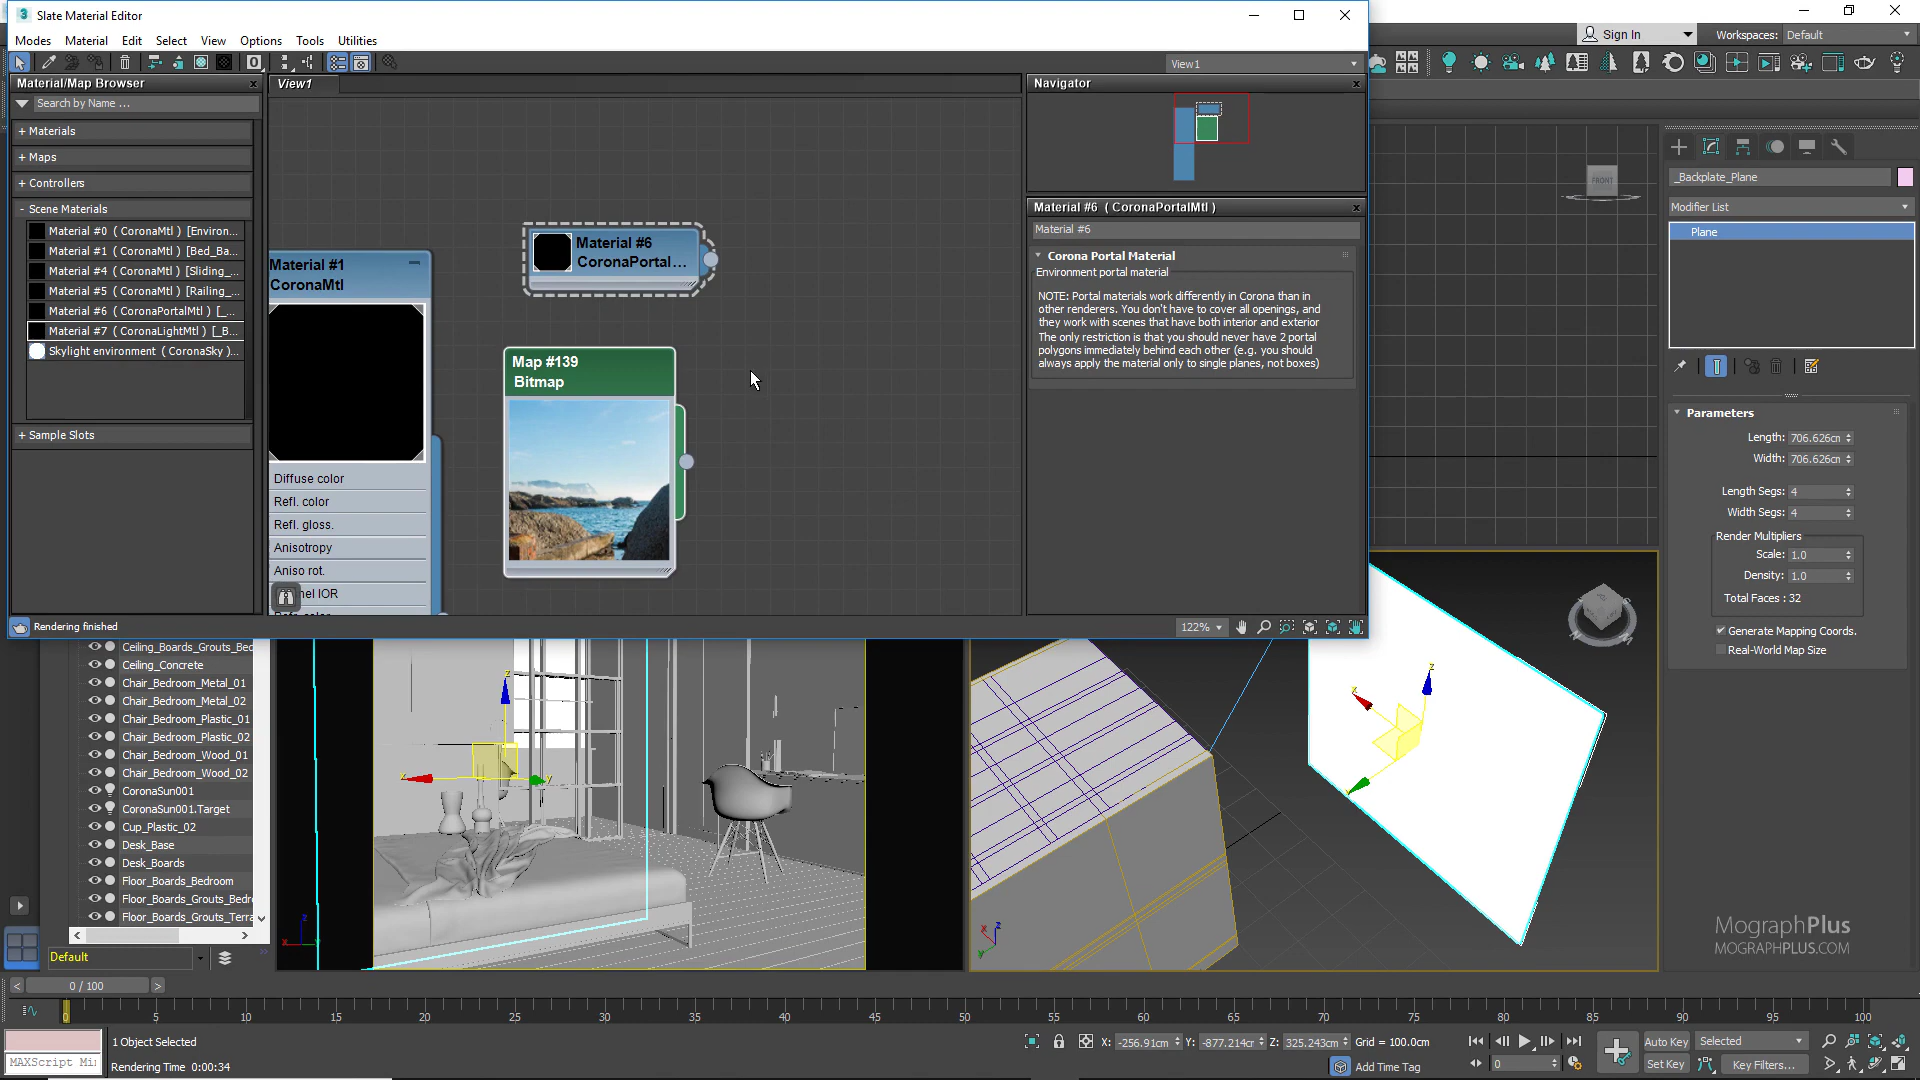 Slate Material Editor
Modes Material Edit Select View Options Tools Utilities
Sign In
Workspaces: Default
View1
Material/Map Browser
View1
Navigator
Search by Name ...
+ Materials
+ Maps
+ Controllers
- Scene Materials
Material #0 ( CoronaMtl ) [Environ...
Material #1 ( CoronaMtl ) [Bed_Ba...
Material #4 ( CoronaMtl ) [Sliding_...
Material #5 ( CoronaMtl ) [Railing_...
Material #6 ( CoronaPortalMtl ) [_...
Material #7 ( CoronaLightMtl ) [_B...
Skylight environment ( CoronaSky )...
+ Sample Slots
Material #1
CoronaMtl
Diffuse color
Refl. color
Refl. gloss.
Anisotropy
Aniso rot.
nel IOR
Material #6
CoronaPortal...
Map #139
Bitmap
Material #6 ( CoronaPortalMtl )
Material #6
Corona Portal Material
Environment portal material
NOTE: Portal materials work differently in Corona than in
other renderers. You don't have to cover all openings, and
they work with scenes that have both interior and exterior
The only restriction is that you should never have 2 portal
polygons immediately behind each other (e.g. you should
always apply the material only to single planes, not boxes)
Rendering finished
122%
FRONT
_Backplate_Plane
Modifier List
Plane
Parameters
Length: 706.626cm
Width: 706.626cm
Length Segs: 4
Width Segs: 4
Render Multipliers
Scale: 1.0
Density: 1.0
Total Faces : 32
Generate Mapping Coords.
Real-World Map Size
Ceiling_Boards_Grouts_Bed
Ceiling_Concrete
Chair_Bedroom_Metal_01
Chair_Bedroom_Metal_02
Chair_Bedroom_Plastic_01
Chair_Bedroom_Plastic_02
Chair_Bedroom_Wood_01
Chair_Bedroom_Wood_02
CoronaSun001
CoronaSun001.Target
Cup_Plastic_02
Desk_Base
Desk_Boards
Floor_Boards_Bedroom
Floor_Boards_Grouts_Bedr
Floor_Boards_Grouts_Terra
Default
z
x
y
z
x
z
x
z
x
y
MographPlus
MOGRAPHPLUS.COM
< 0 / 100 >
0 5 10 15 20 25 30 35 40 45 50 55 60 65 70 75 80 85 90 95 100
1 Object Selected
X: -256.91cm Y: -877.214cr Z: 325.243cm Grid = 100.0cm
Auto Key Selected
MAXScript Mi
Rendering Time 0:00:34
Add Time Tag
0
Set Key Key Filters...